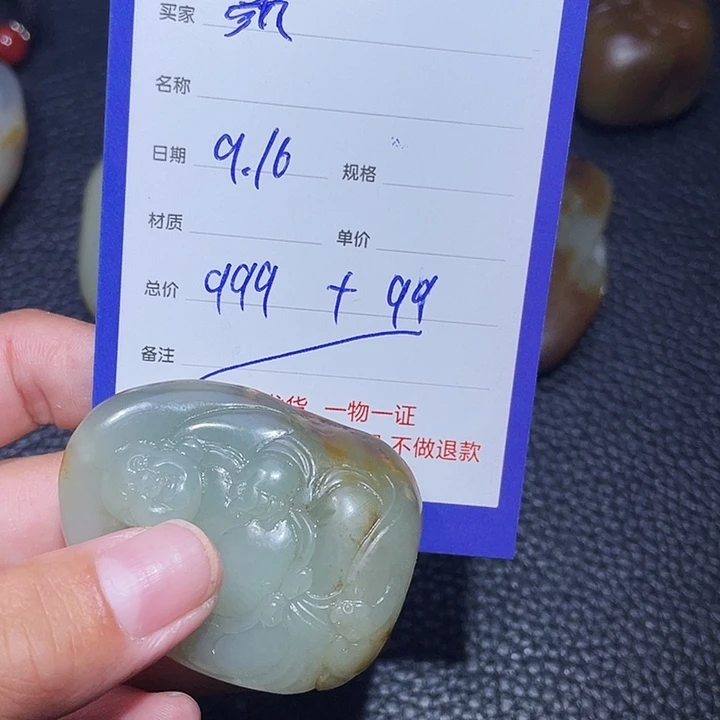 买家
名称
日期 9.16 规格
材质 单价
总价 999 + 99
备注
货 一物一证
不做退款